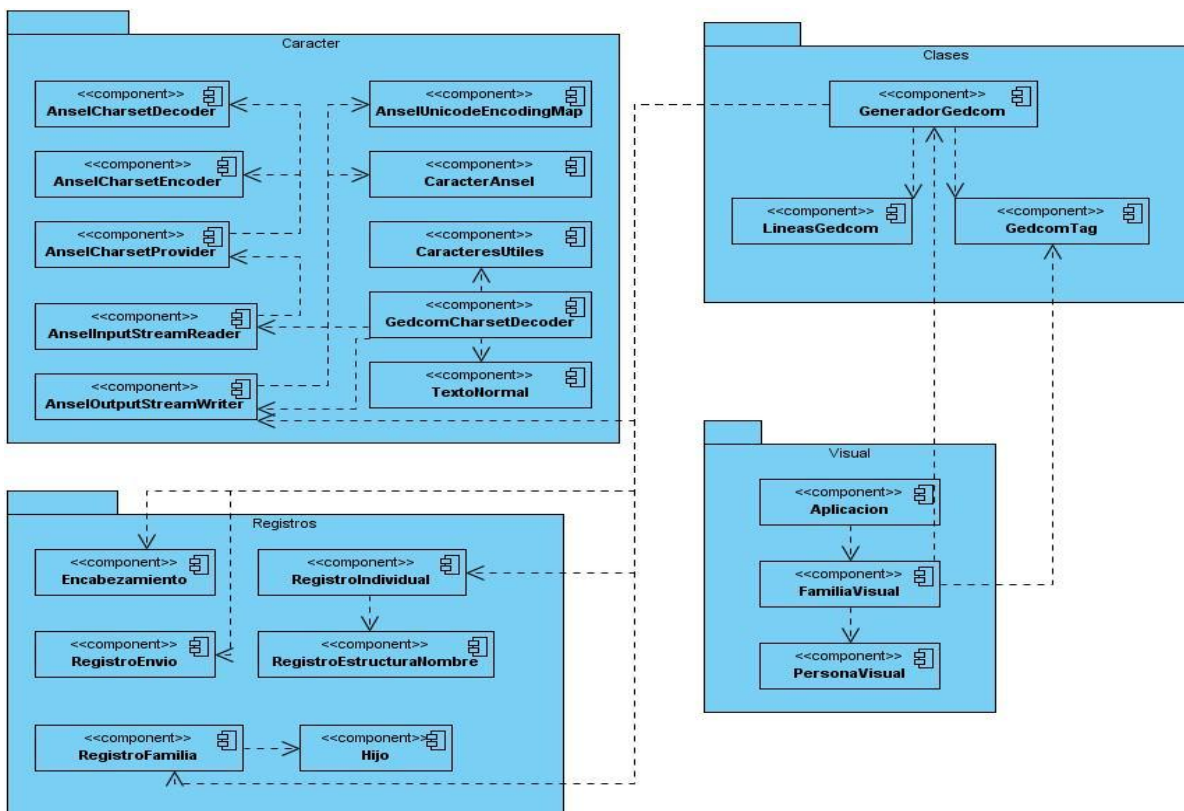 Caracter
<<component>>
AnselCharsetDecoder
<<component>>
AnselUnicodeEncodingMap
<<component>>
AnselCharsetEncoder
<<component>>
CaracterAnsel
<<component>>
AnselCharsetProvider
<<component>>
CaracteresUtiles
<<component>>
AnselInputStreamReader
<<component>>
GedcomCharsetDecoder
<<component>>
AnselOutputStreamWriter
<<component>>
TextoNormal
Clases
<<component>>
GeneradorGedcom
<<component>>
LineasGedcom
<<component>>
GedcomTag
Registros
<<component>>
Encabezamiento
<<component>>
RegistroIndividual
<<component>>
RegistroEnvio
<<component>>
RegistroEstructuraNombre
<<component>>
RegistroFamilia
<<component>>
Hijo
Visual
<<component>>
Aplicacion
<<component>>
FamiliaVisual
<<component>>
PersonaVisual